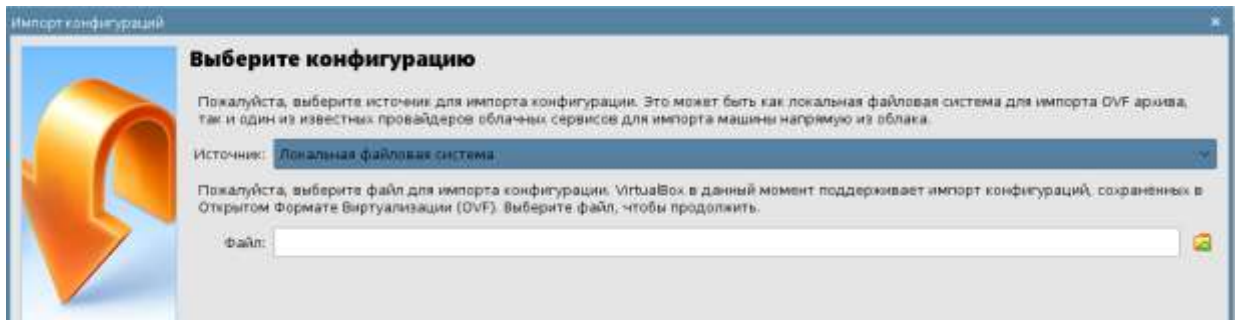 Импорт конфигураций
Выберите конфигурацию
Пожалуйста, выберите источник для импорта конфигурации. Это может быть как локальная файловая система для импорта OVF архива,
так и один из известных провайдеров облачных сервисов для импорта машины напрямую из облака.
Источник: Локальная файловая система
Пожалуйста, выберите файл для импорта конфигурации. VirtualBox в данный момент поддерживает импорт конфигураций, сохранённых в
Открытом Формате Виртуализации (OVF). Выберите файл, чтобы продолжить.
Файл: